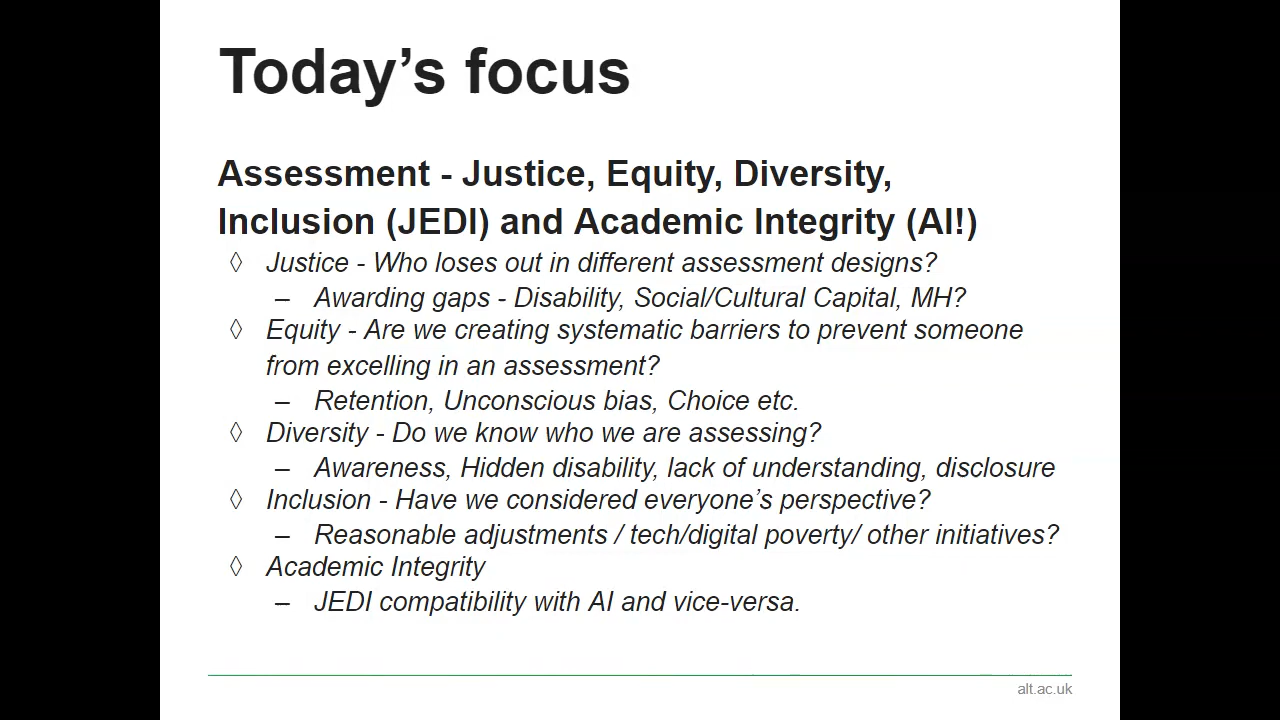 Today’s focus
Assessment - Justice, Equity, Diversity,
Inclusion (JEDI) and Academic Integrity (AI!)
◊ Justice - Who loses out in different assessment designs?
– Awarding gaps - Disability, Social/Cultural Capital, MH?
◊ Equity - Are we creating systematic barriers to prevent someone
from excelling in an assessment?
– Retention, Unconscious bias, Choice etc.
◊ Diversity - Do we know who we are assessing?
– Awareness, Hidden disability, lack of understanding, disclosure
◊ Inclusion - Have we considered everyone’s perspective?
– Reasonable adjustments / tech/digital poverty/ other initiatives?
◊ Academic Integrity
– JEDI compatibility with AI and vice-versa.
alt.ac.uk